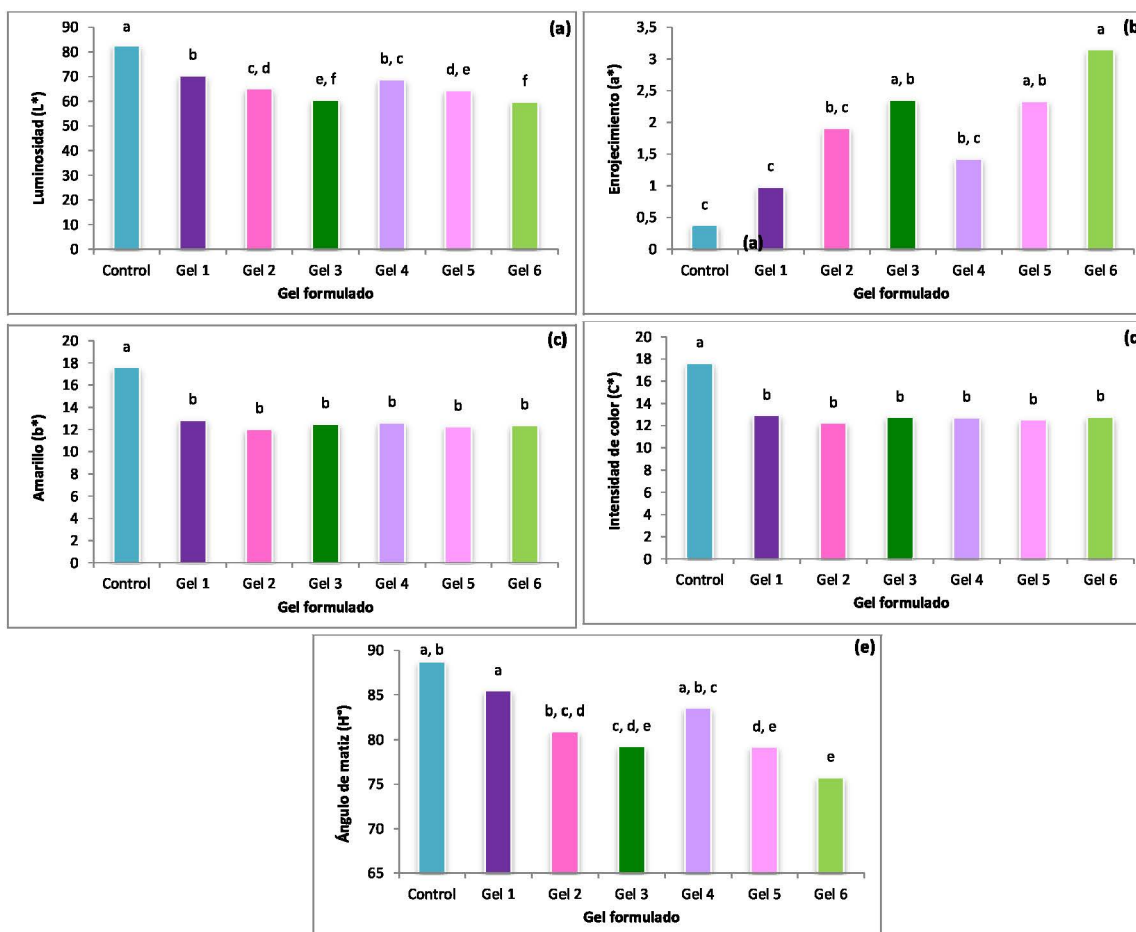 (a)
90
80
70
60
50
40
30
20
10
0
Luminosidad (L*)
a
b
c, d
e, f
b, c
d, e
f
Control Gel 1 Gel 2 Gel 3 Gel 4 Gel 5 Gel 6
Gel formulado
(b
3,5
3
2,5
2
1,5
1
0,5
0
Enrojecimiento (a*)
c
c
b, c
a, b
b, c
a, b
a
(a)
Control Gel 1 Gel 2 Gel 3 Gel 4 Gel 5 Gel 6
Gel formulado
(c)
20
18
16
14
12
10
8
6
4
2
0
Amarillo (b*)
a
b
b
b
b
b
b
Control Gel 1 Gel 2 Gel 3 Gel 4 Gel 5 Gel 6
Gel formulado
(d
20
18
16
14
12
10
8
6
4
2
0
Intensidad de color (C*)
a
b
b
b
b
b
b
Control Gel 1 Gel 2 Gel 3 Gel 4 Gel 5 Gel 6
Gel formulado
(e)
90
85
80
75
70
65
Ángulo de matiz (H°)
a, b
a
b, c, d
c, d, e
a, b, c
d, e
e
Control Gel 1 Gel 2 Gel 3 Gel 4 Gel 5 Gel 6
Gel formulado